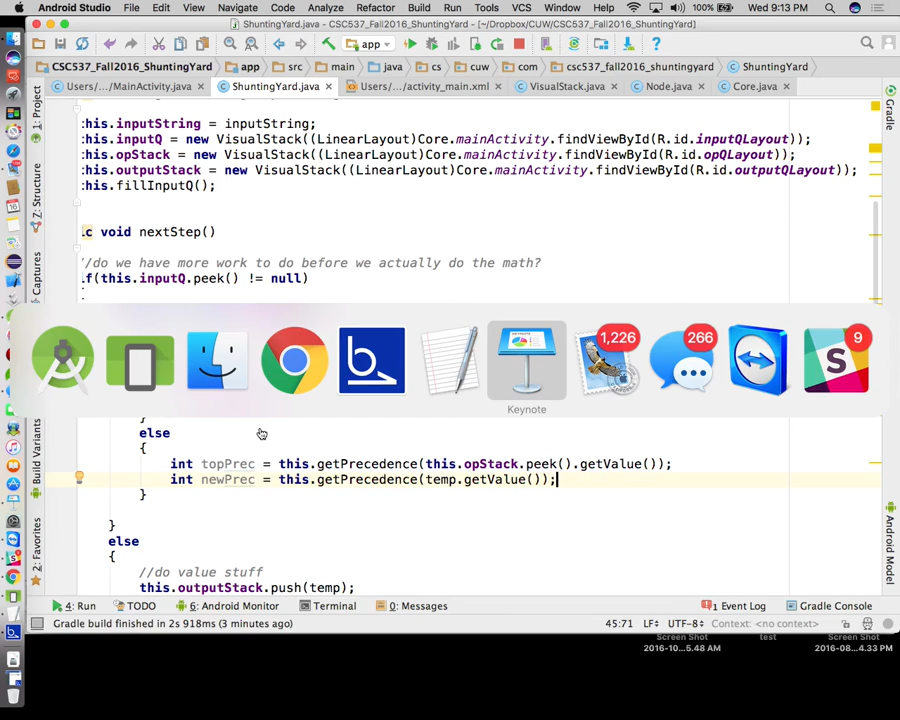 Android Studio File Edit View Navigate Code Analyze Refactor Build Run Tools VCS Window Help 100% Wed 9:13 PM
ShuntingYard.java - CSC537_Fall2016_ShuntingYard - [~/Dropbox/CUW/CSC537_Fall2016_ShuntingYard]
app
CSC537_Fall2016_ShuntingYard app src main java cs cuw com csc537_fall2016_shuntingyard ShuntingYard
Users/.../MainActivity.java ShuntingYard.java Users/.../activity_main.xml VisualStack.java Node.java Core.java
1: Project
7: Structure
Captures
Build Variants
2: Favorites
Gradle
Android Model
:his.inputString = inputString;
:his.inputQ = new VisualStack((LinearLayout)Core.mainActivity.findViewById(R.id.inputQLayout));
:his.opStack = new VisualStack((LinearLayout)Core.mainActivity.findViewById(R.id.opQLayout));
:his.outputStack = new VisualStack((LinearLayout)Core.mainActivity.findViewById(R.id.outputQLayout));
:his.fillInputQ();
ic void nextStep()
'/do we have more work to do before we actually do the math?
if(this.inputQ.peek() != null)
1,226 266 9
Keynote
}
else
{
int topPrec = this.getPrecedence(this.opStack.peek().getValue());
int newPrec = this.getPrecedence(temp.getValue());
}
}
else
{
//do value stuff
this.outputStack.push(temp);
4: Run TODO 6: Android Monitor Terminal 0: Messages 1 Event Log Gradle Console
Gradle build finished in 2s 918ms (3 minutes ago) 45:71 LF÷ UTF-8÷ Context: <no context>
Screen Shot
2016-10...5.48 AM
test
Screen Shot
2016-08...4.33 PM